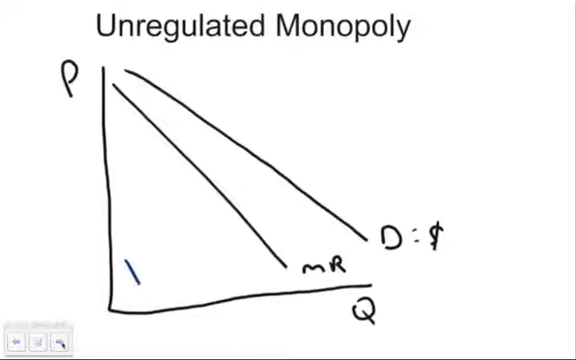 Unregulated Monopoly
P
D = $
MR
Q